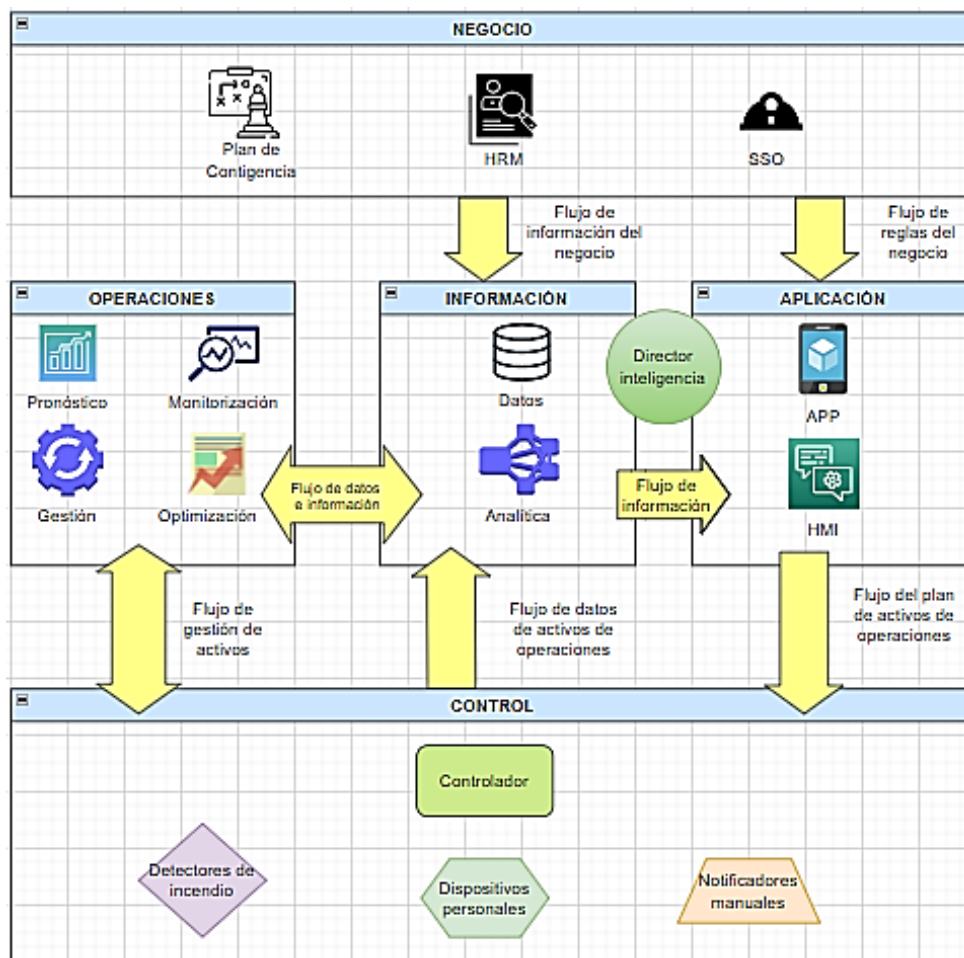 NEGOCIO
Plan de
Contigencia
HRM
SSO
Flujo de
información del
negocio
Flujo de
reglas del
negocio
OPERACIONES
Pronóstico
Monitorización
Gestión
Optimización
Flujo de datos
e información
INFORMACIÓN
Datos
Analítica
Director
inteligencia
Flujo de
información
APLICACIÓN
APP
HMI
Flujo de
gestión de
activos
Flujo de datos
de activos de
operaciones
Flujo del plan
de activos de
operaciones
CONTROL
Controlador
Detectores de
incendio
Dispositivos
personales
Notificadores
manuales